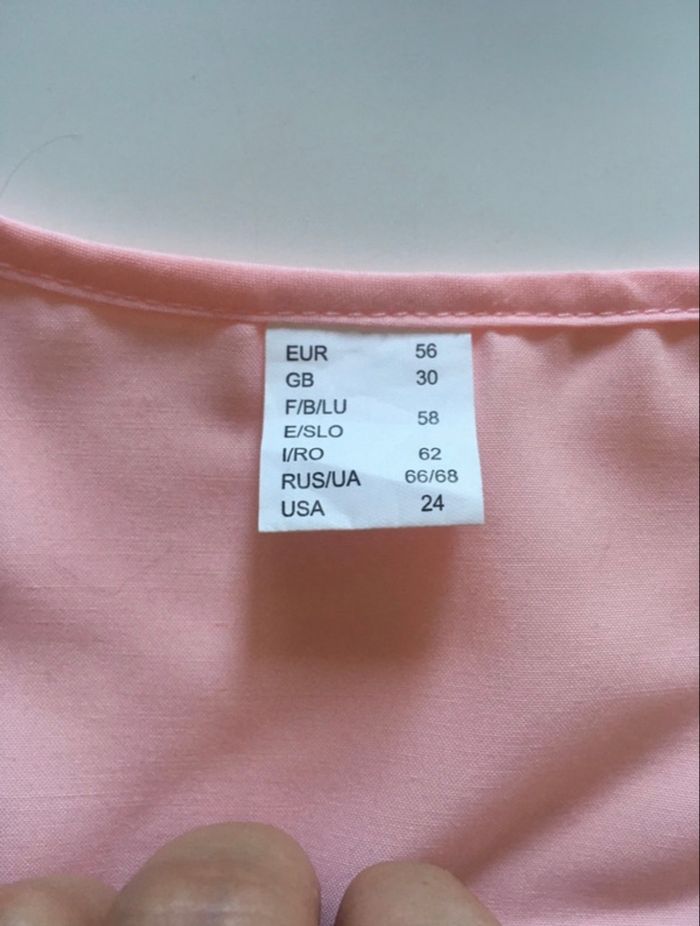 EUR 56
GB 30
F/B/LU
58
E/SLO
I/RO 62
RUS/UA 66/68
USA 24